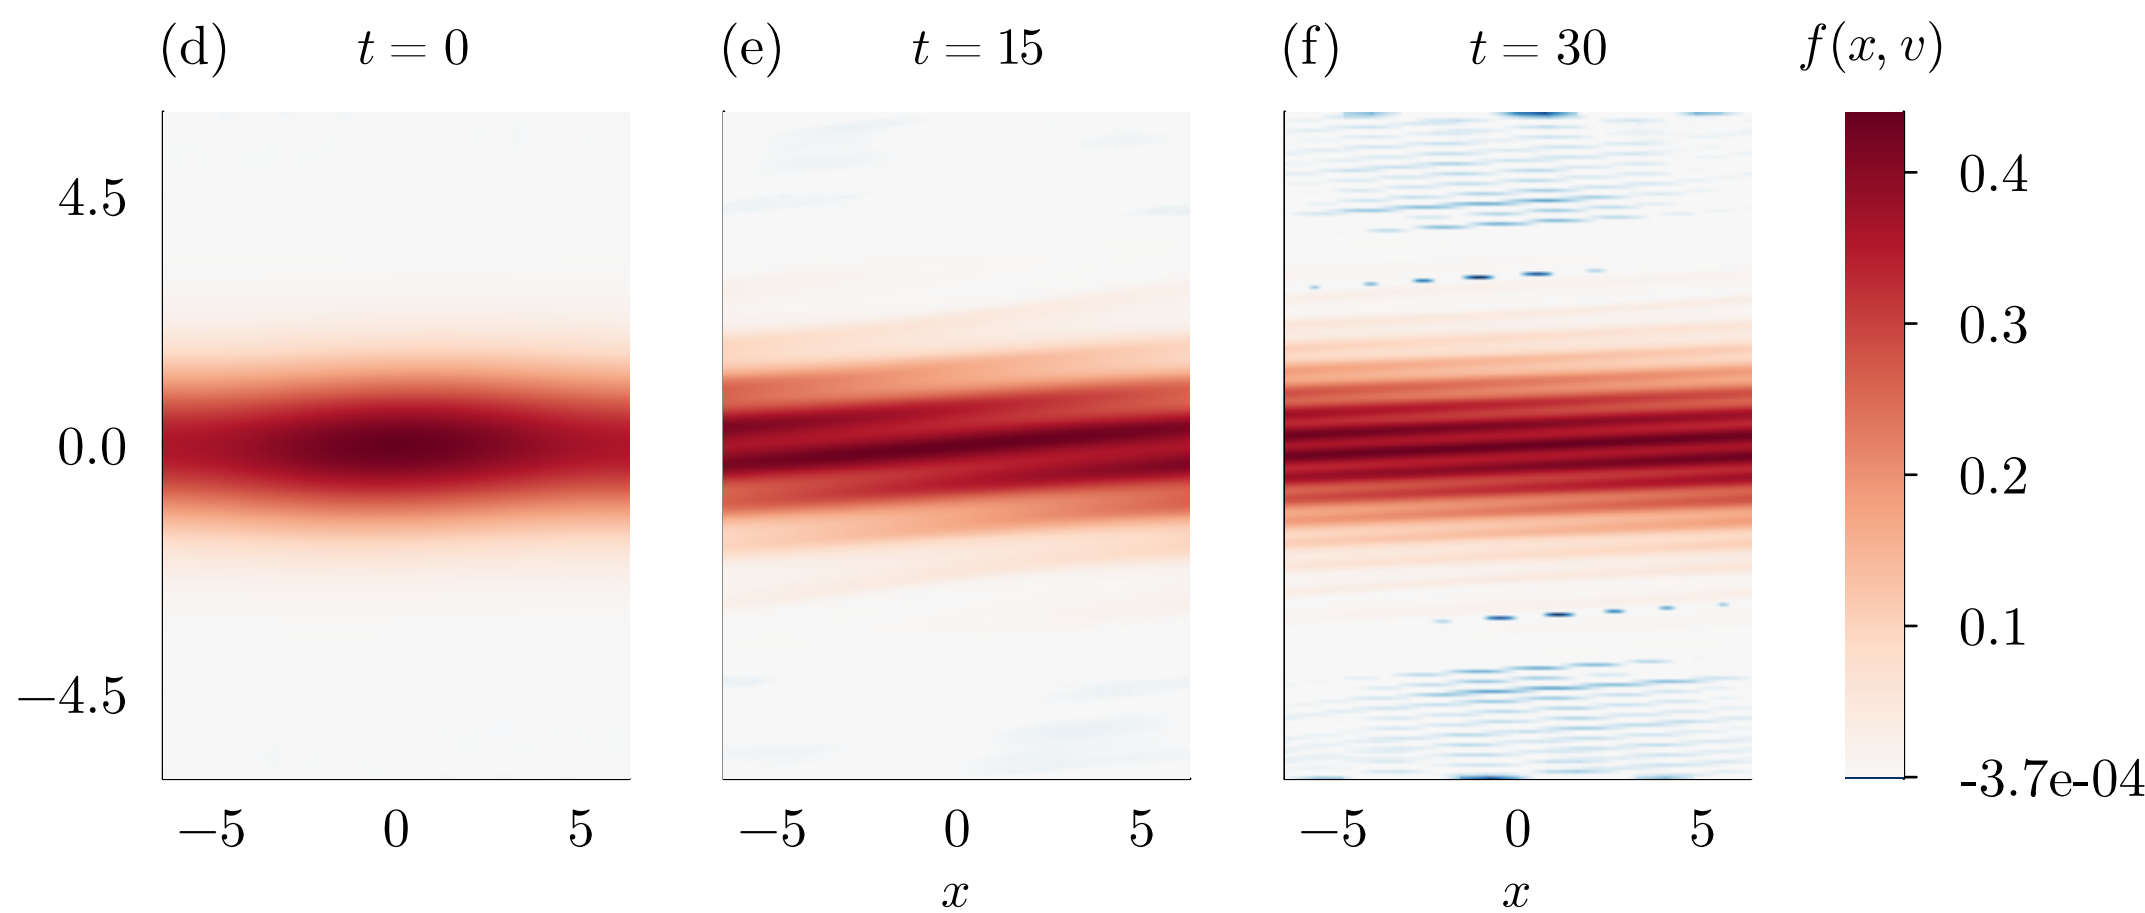 (d) t = 0 (e) t = 15 (f) t = 30 f(x, v)
4.5
0.0
−4.5
0.4
0.3
0.2
0.1
-3.7e-04
−5 0 5 −5 0 5 −5 0 5
x x